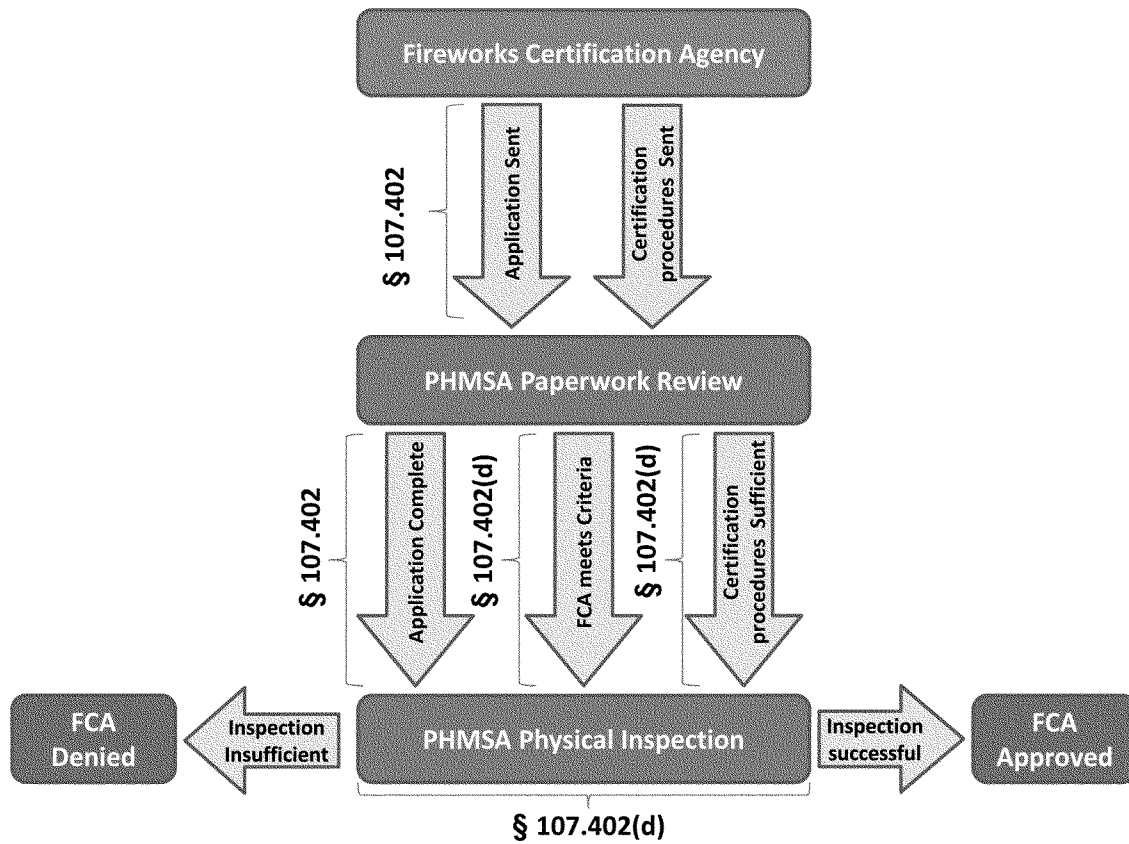 Fireworks Certification Agency
§ 107.402
Application Sent
Certification
procedures Sent
PHMSA Paperwork Review
§ 107.402
Application Complete
§ 107.402(d)
FCA meets Criteria
§ 107.402(d)
Certification
procedures Sufficient
FCA
Denied
Inspection
Insufficient
PHMSA Physical Inspection
Inspection
successful
FCA
Approved
§ 107.402(d)